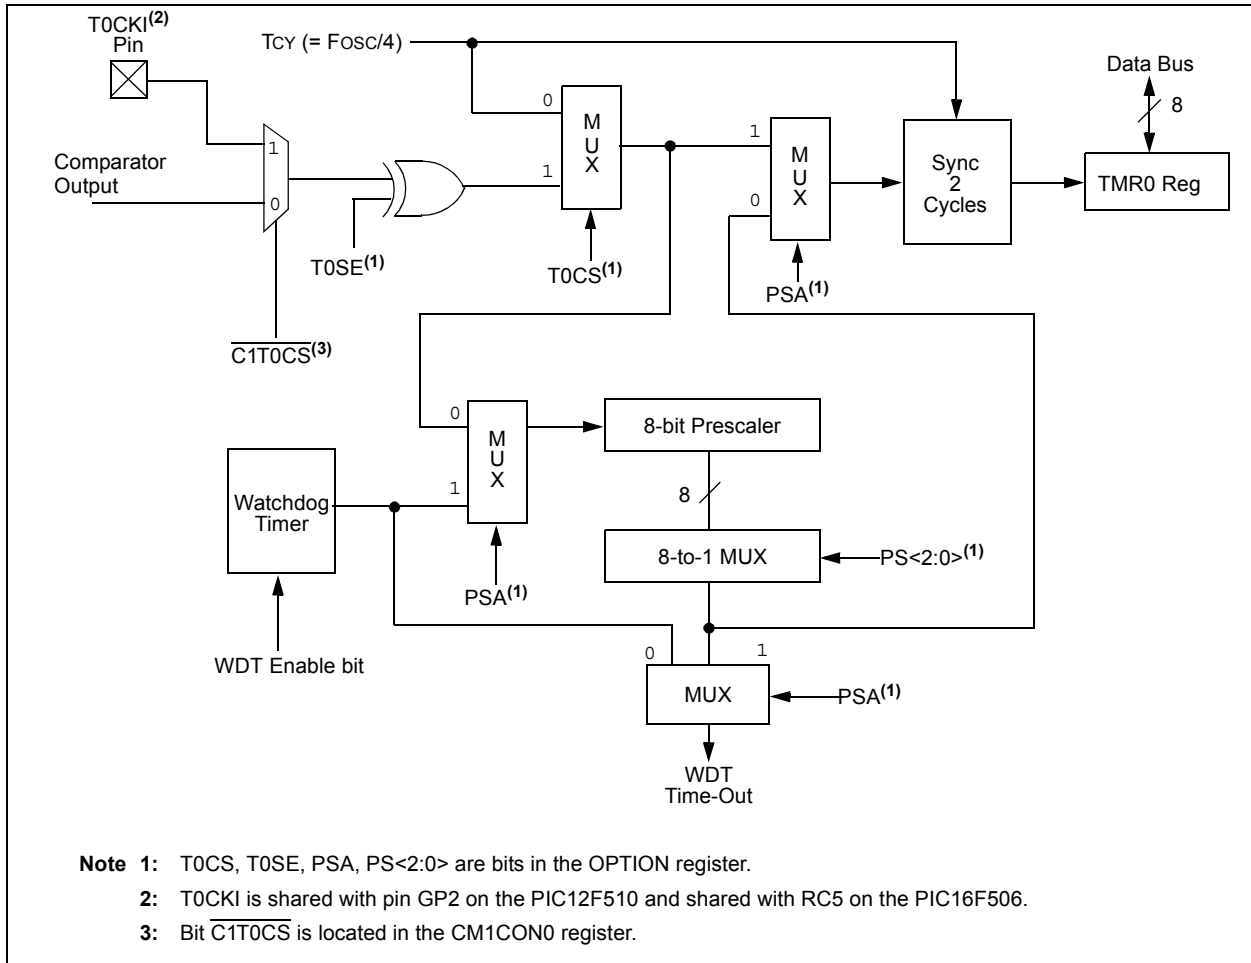 T0CKI(2)
Pin
TCY (= FOSC/4)
Data Bus
8
0
M
U
X
1
1
M
U
X
0
Sync
2
Cycles
TMR0 Reg
1
0
Comparator
Output
T0SE(1)
T0CS(1)
PSA(1)
C1T0CS(3)
0
M
U
X
1
8-bit Prescaler
Watchdog
Timer
8
8-to-1 MUX
PS<2:0>(1)
PSA(1)
WDT Enable bit
0
1
MUX
PSA(1)
WDT
Time-Out
Note 1: T0CS, T0SE, PSA, PS<2:0> are bits in the OPTION register.
2: T0CKI is shared with pin GP2 on the PIC12F510 and shared with RC5 on the PIC16F506.
3: Bit C1T0CS is located in the CM1CON0 register.